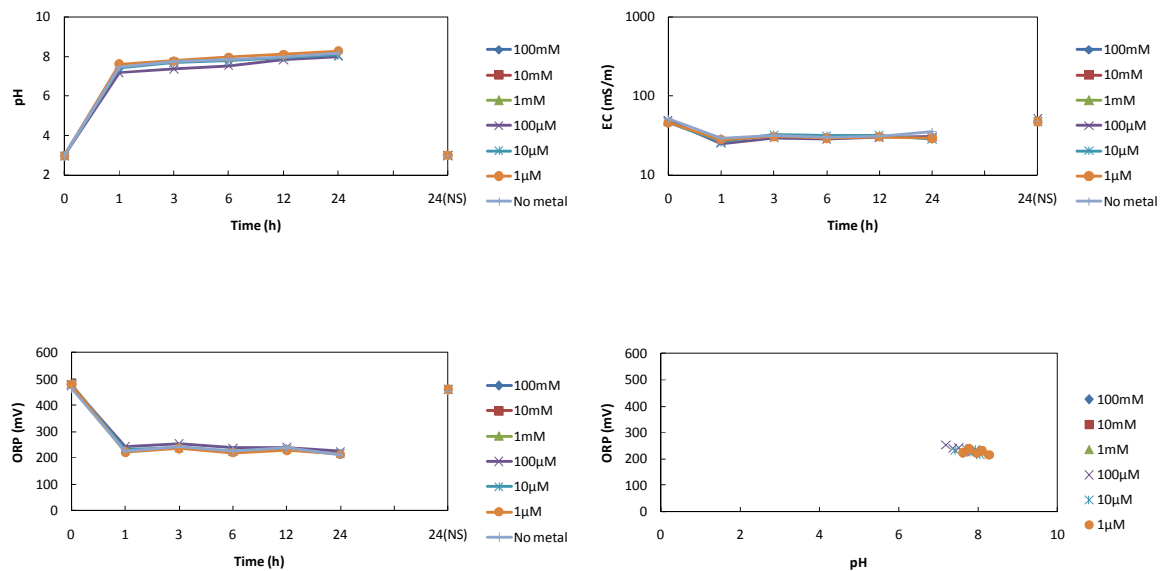 10
8
6
4
2
pH
0
1
3
6
12
24
24(NS)
Time (h)
100mM
10mM
1mM
100μM
10μM
1μM
No metal
1000
100
10
EC (mS/m)
0
1
3
6
12
24
24(NS)
Time (h)
100mM
10mM
1mM
100μM
10μM
1μM
No metal
600
500
400
300
200
100
0
ORP (mV)
0
1
3
6
12
24
24(NS)
Time (h)
100mM
10mM
1mM
100μM
10μM
1μM
No metal
600
500
400
300
200
100
0
ORP (mV)
0
2
4
6
8
10
pH
100mM
10mM
1mM
100μM
10μM
1μM